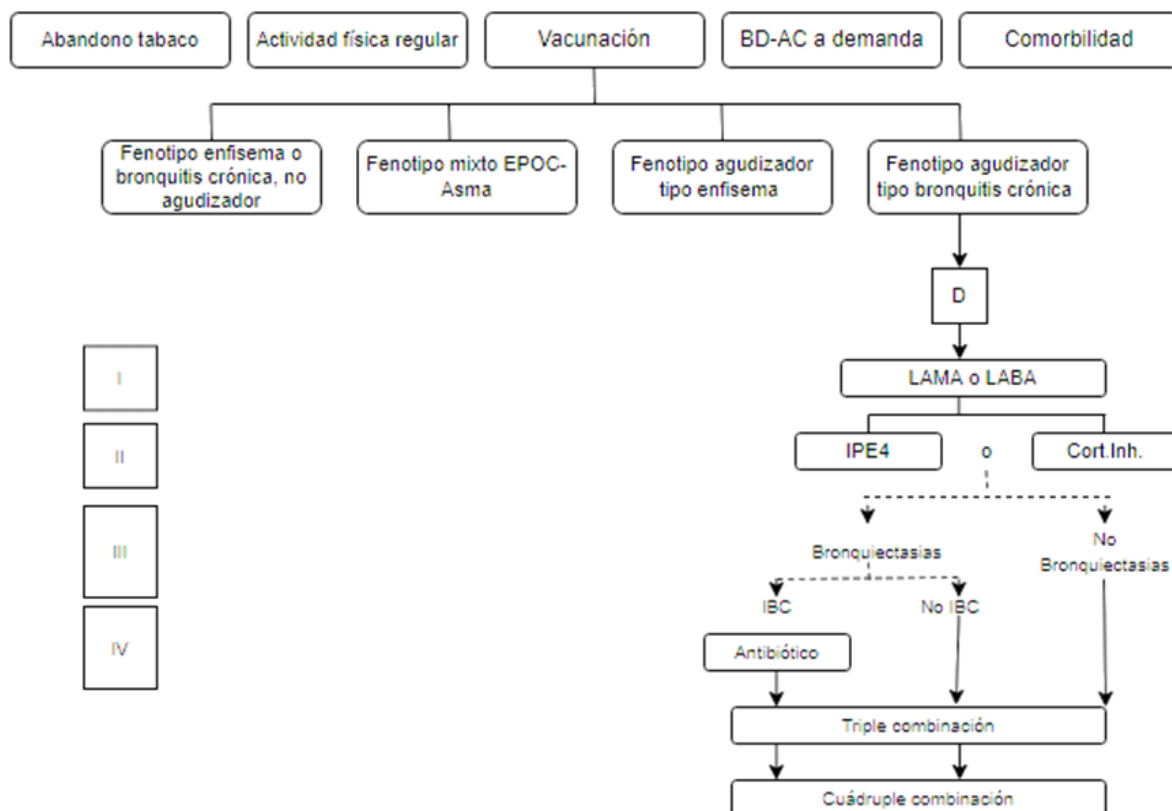 Abandono tabaco
Actividad física regular
Vacunación
BD-AC a demanda
Comorbilidad
Fenotipo enfisema o
bronquitis crónica, no
agudizador
Fenotipo mixto EPOC-
Asma
Fenotipo agudizador
tipo enfisema
Fenotipo agudizador
tipo bronquitis crónica
D
I
LAMA o LABA
II
IPE4
o
Cort.Inh.
III
Bronquiectasias
No
Bronquiectasias
IBC
No IBC
IV
Antibiótico
Triple combinación
Cuádruple combinación